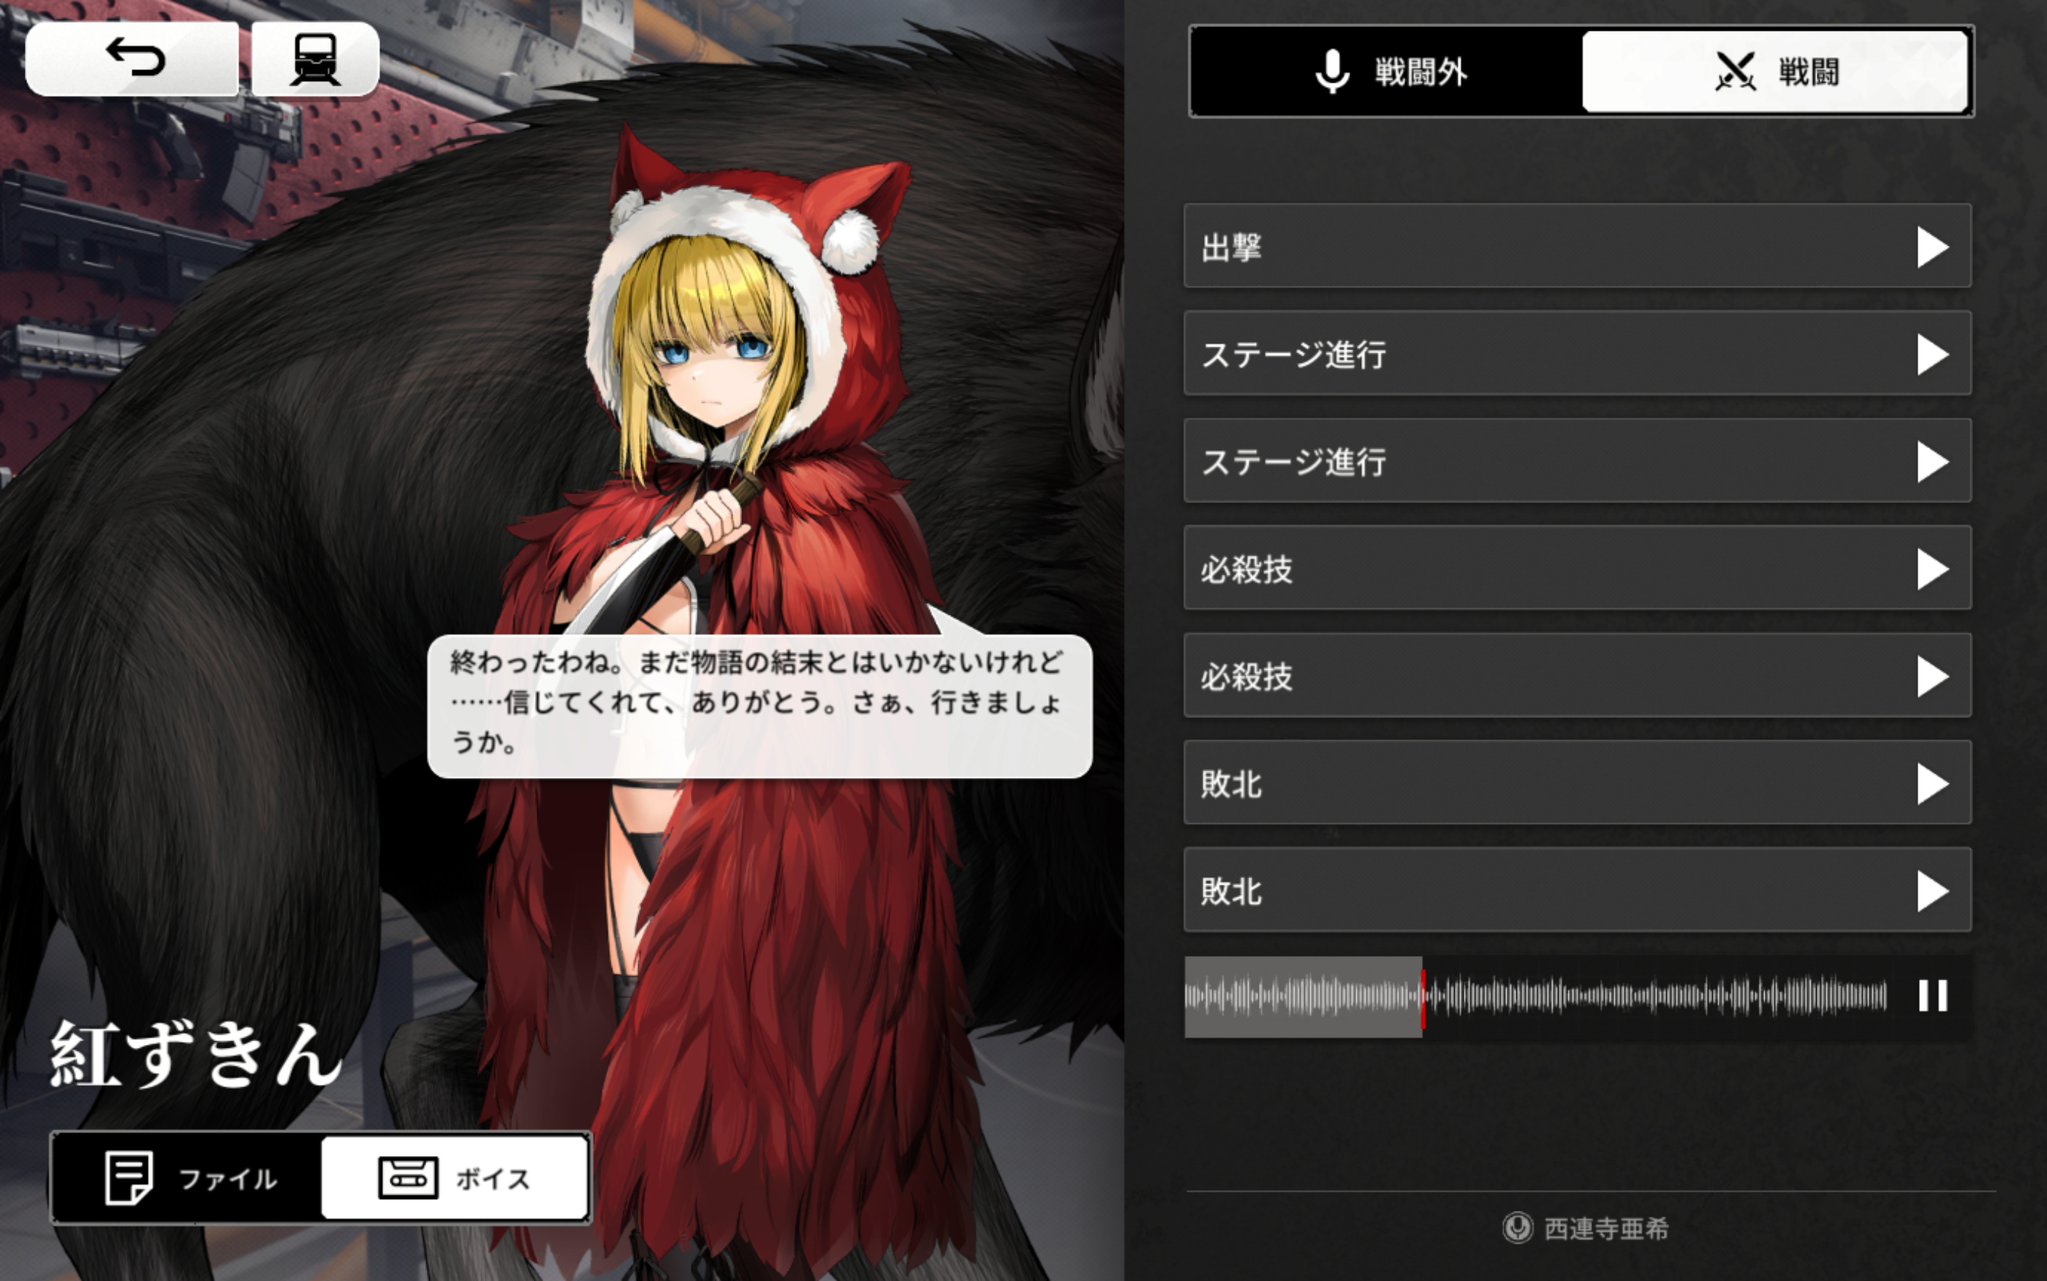 戦闘外
戦闘
出撃
ステージ進行
ステージ進行
必殺技
必殺技
敗北
敗北
終わったわね。まだ物語の結末とはいかないけれど
……信じてくれて、ありがとう。さぁ、行きましょ
うか。
紅ずきん
ファイル
ボイス
西連寺亜希